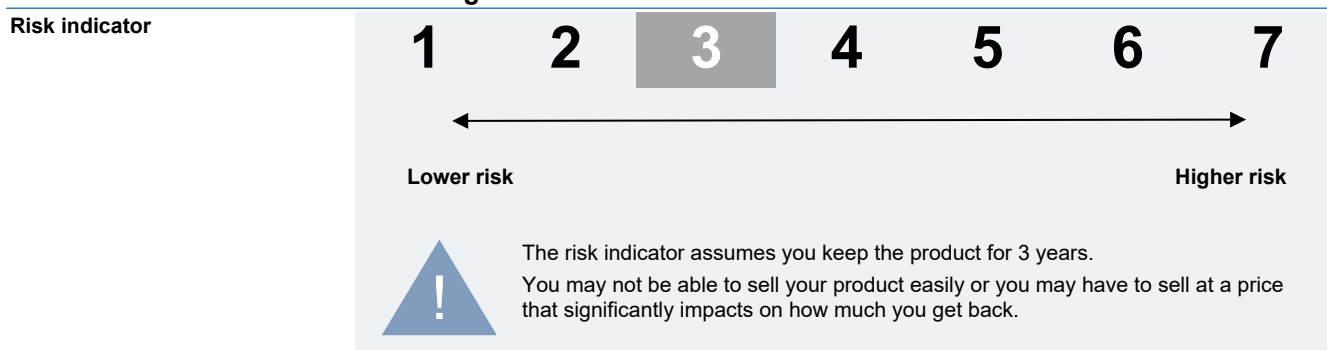 Risk indicator
1 2 3 4 5 6 7
Lower risk Higher risk
! The risk indicator assumes you keep the product for 3 years.
You may not be able to sell your product easily or you may have to sell at a price
that significantly impacts on how much you get back.